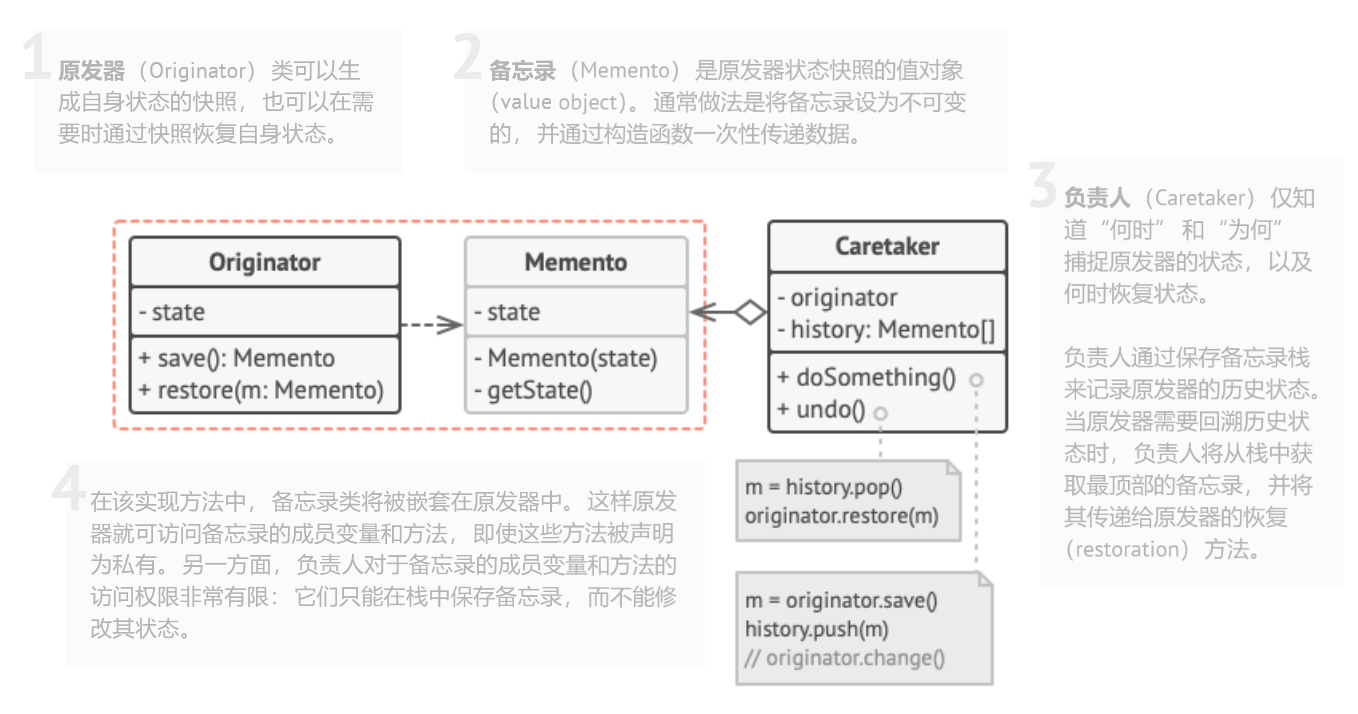 1
原发器（Originator） 类可以生
成自身状态的快照， 也可以在需
要时通过快照恢复自身状态。
2
备忘录（Memento） 是原发器状态快照的值对象
(value object)。 通常做法是将备忘录设为不可变
的， 并通过构造函数一次性传递数据。
3
负责人（Caretaker） 仅知
道 “何时” 和 “为何”
捕捉原发器的状态， 以及
何时恢复状态。
负责人通过保存备忘录栈
来记录原发器的历史状态。
当原发器需要回溯历史状
态时， 负责人将从栈中获
取最顶部的备忘录， 并将
其传递给原发器的恢复
(restoration) 方法。
Originator
- state
+ save(): Memento
+ restore(m: Memento)
Memento
- state
- Memento(state)
- getState()
Caretaker
- originator
- history: Memento[]
+ doSomething()
+ undo()
m = history.pop()
originator.restore(m)
m = originator.save()
history.push(m)
// originator.change()
4
在该实现方法中， 备忘录类将被嵌套在原发器中。 这样原发
器就可访问备忘录的成员变量和方法， 即使这些方法被声明
为私有。 另一方面， 负责人对于备忘录的成员变量和方法的
访问权限非常有限： 它们只能在栈中保存备忘录， 而不能修
改其状态。